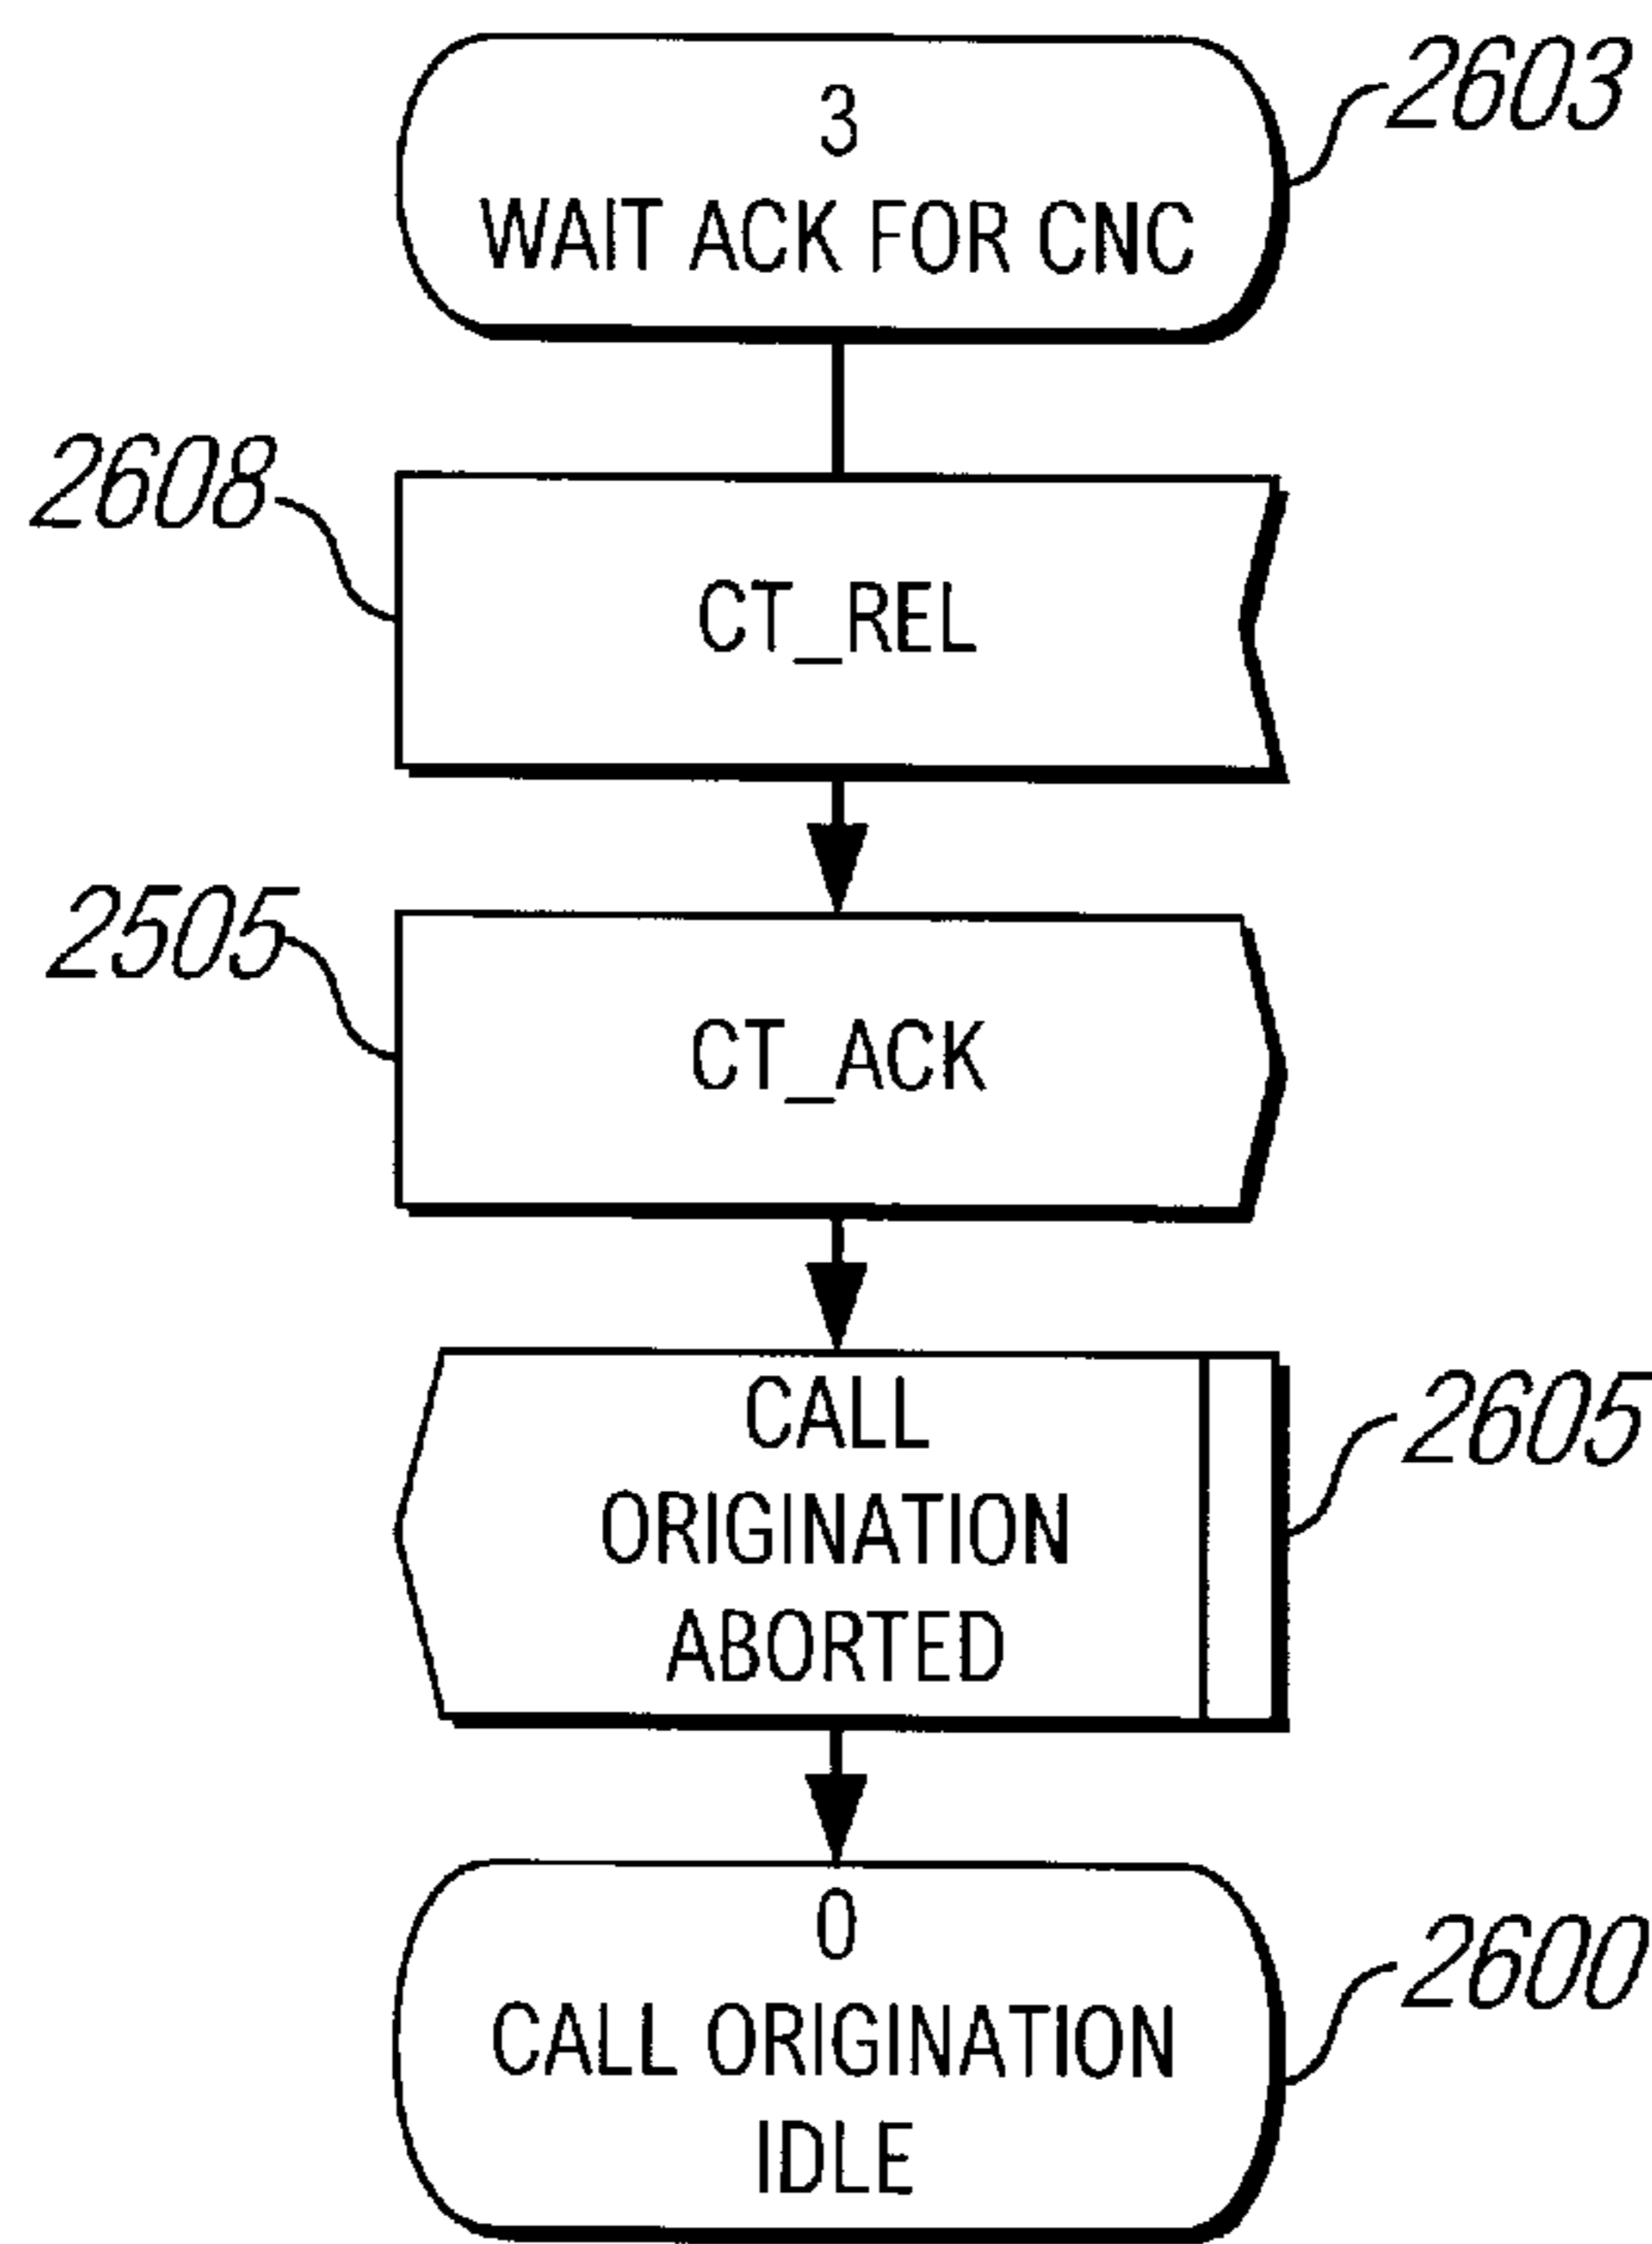 3
WAIT ACK FOR CNC
2603
2608
CT_REL
2505
CT_ACK
CALL
ORIGINATION
ABORTED
2605
0
CALL ORIGINATION
IDLE
2600